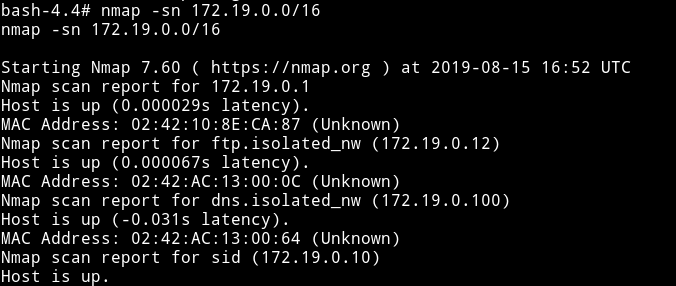 bash-4.4# nmap -sn 172.19.0.0/16
nmap -sn 172.19.0.0/16
Starting Nmap 7.60 ( https://nmap.org ) at 2019-08-15 16:52 UTC
Nmap scan report for 172.19.0.1
Host is up (0.000029s latency).
MAC Address: 02:42:10:8E:CA:87 (Unknown)
Nmap scan report for ftp.isolated_nw (172.19.0.12)
Host is up (0.000067s latency).
MAC Address: 02:42:AC:13:00:0C (Unknown)
Nmap scan report for dns.isolated_nw (172.19.0.100)
Host is up (-0.031s latency).
MAC Address: 02:42:AC:13:00:64 (Unknown)
Nmap scan report for sid (172.19.0.10)
Host is up.